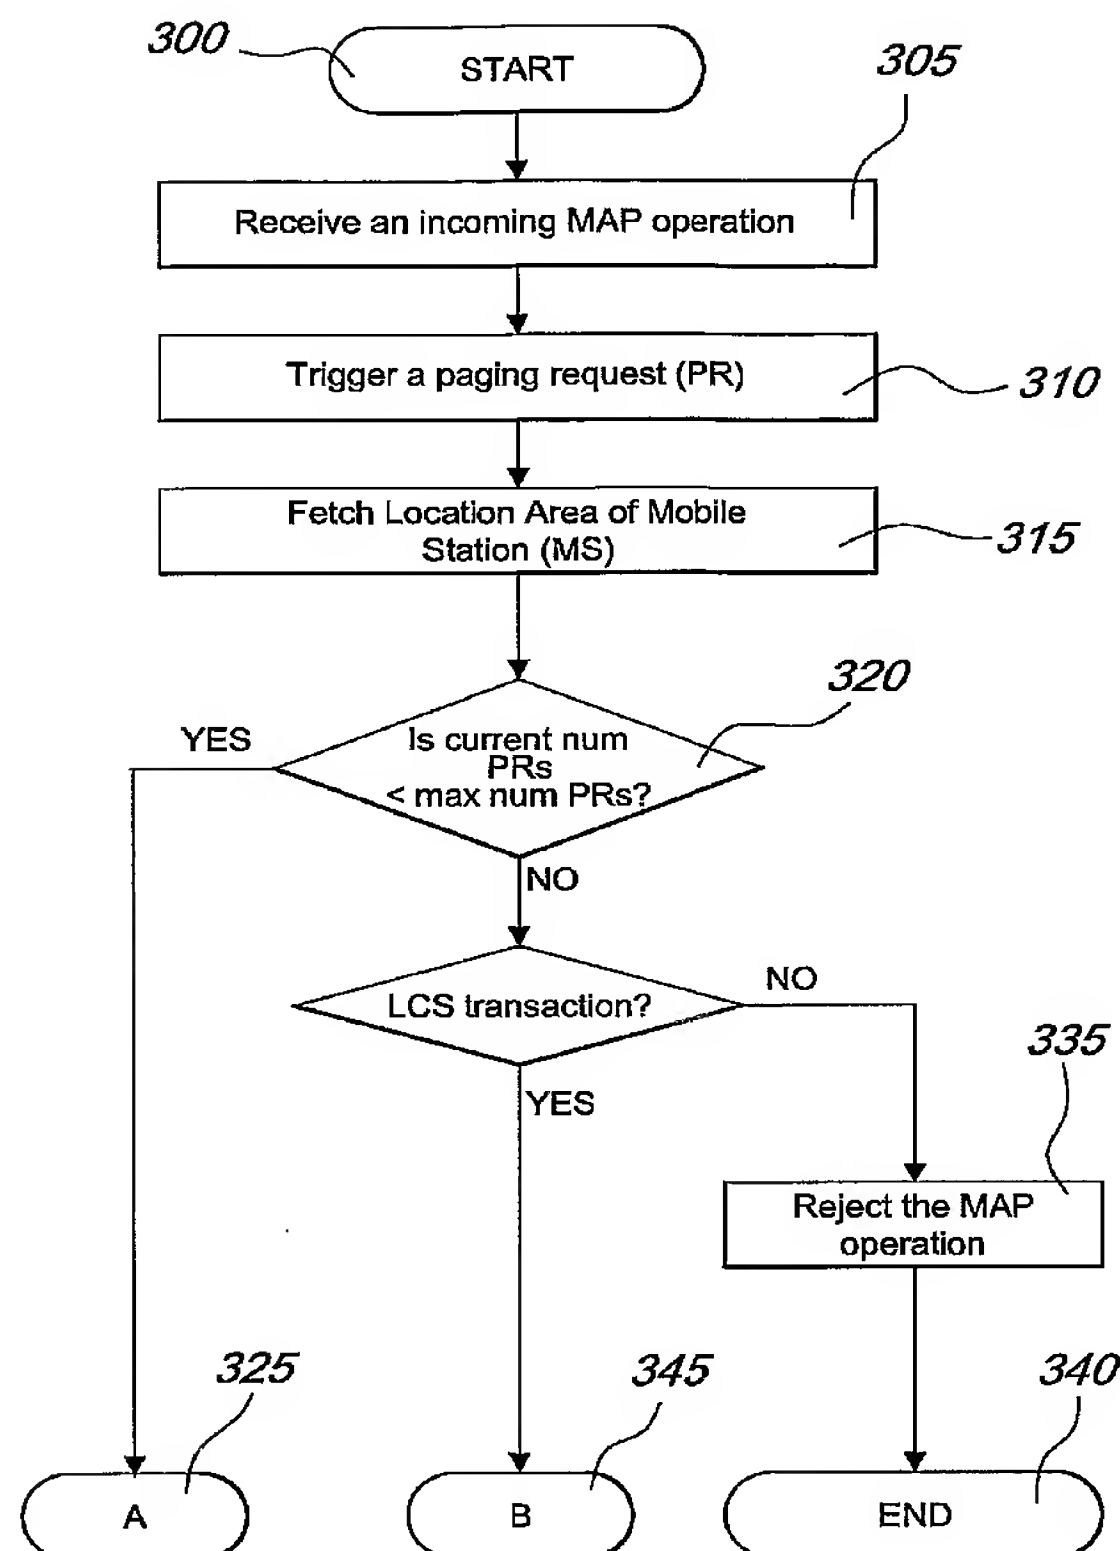 300
START
305
Receive an incoming MAP operation
Trigger a paging request (PR)
310
Fetch Location Area of Mobile
Station (MS)
315
320
YES
Is current num
PRs
< max num PRs?
NO
LCS transaction?
NO
YES
335
Reject the MAP
operation
325
345
340
A
B
END